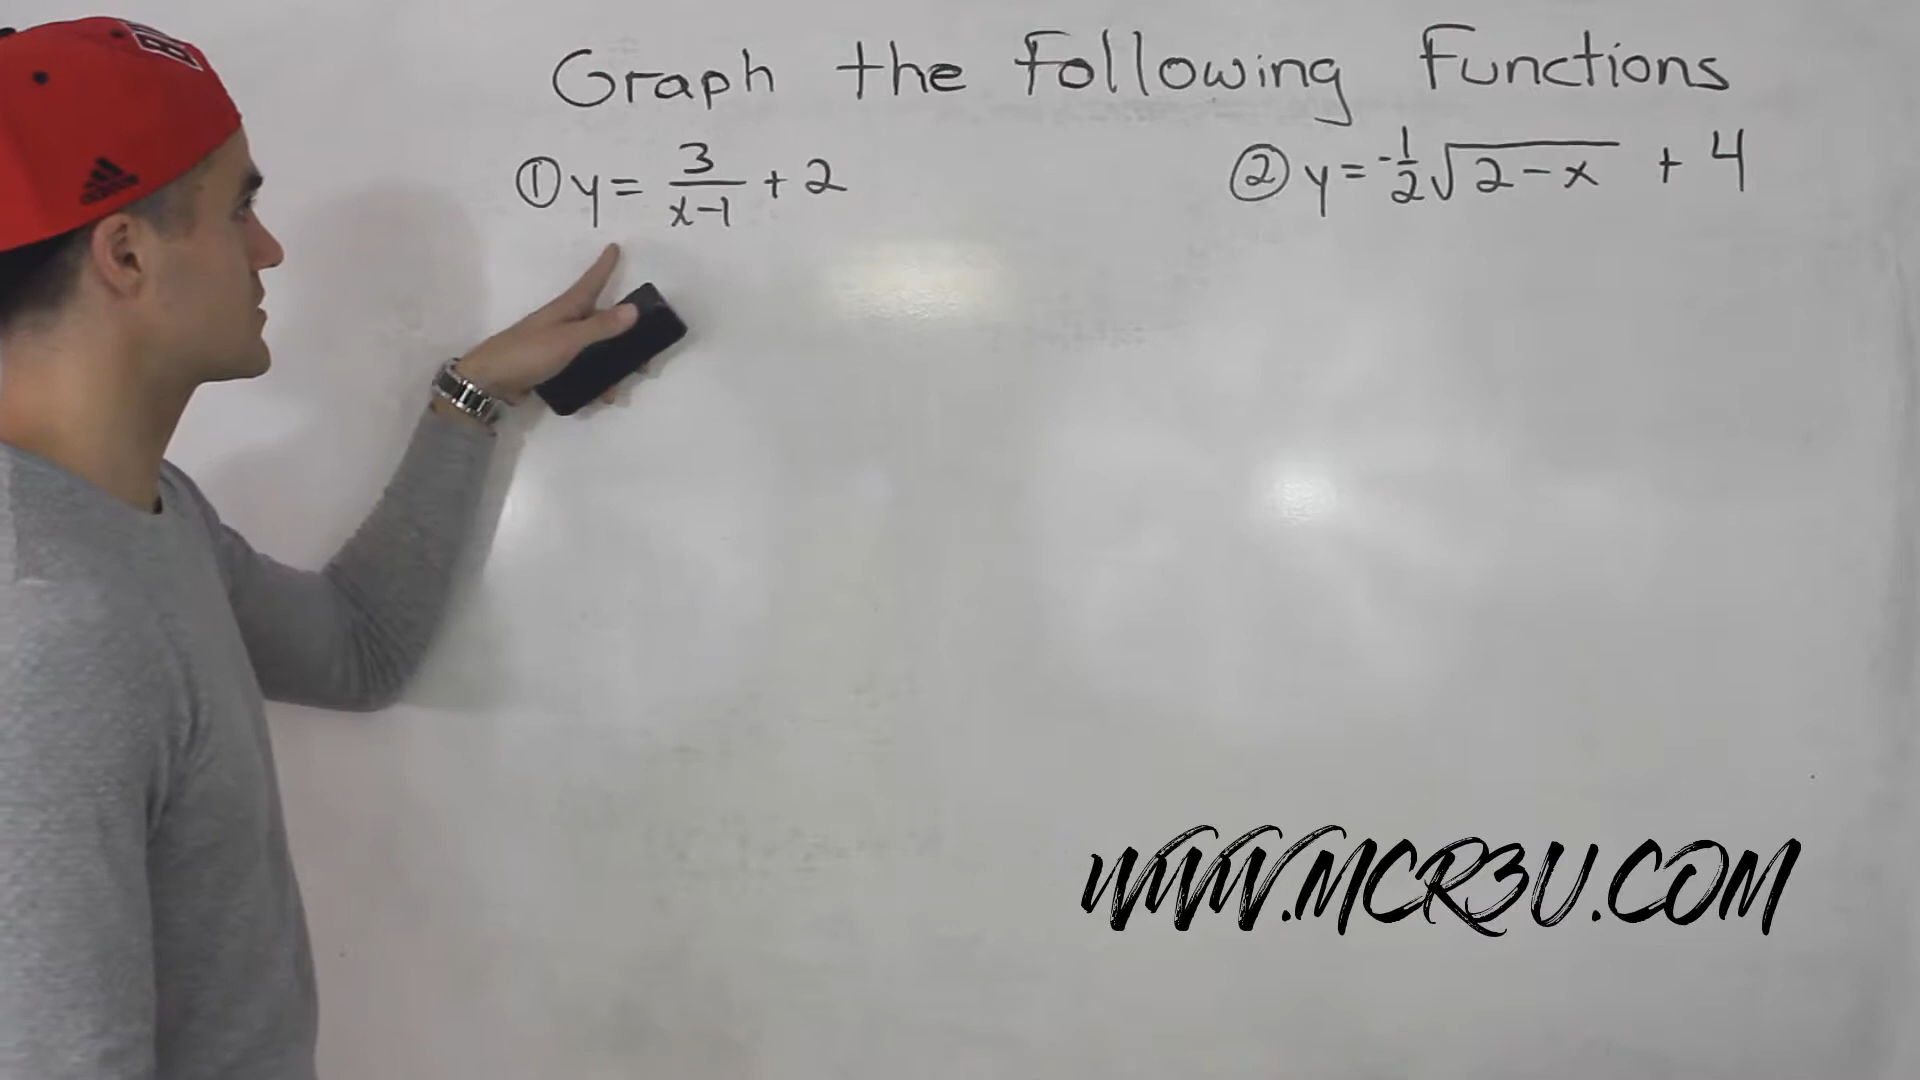 Graph the Following Functions
① y = 3/(x-1) + 2
② y = -1/2 √(2-x) + 4
WWW.MCR3U.COM